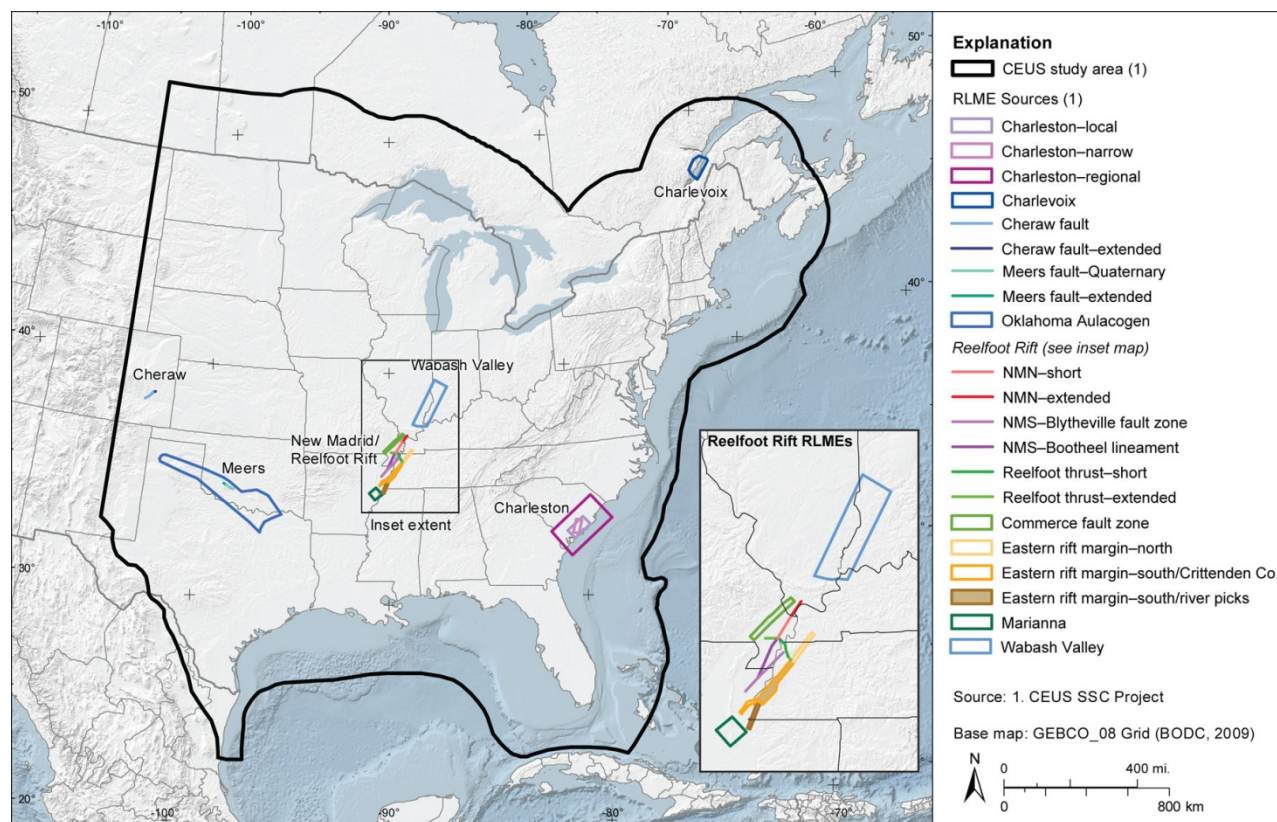 -110°
-100°
-90°
-80°
-70°
-60°
50°
50°
40°
40°
30°
30°
20°
20°
-100°
-90°
-80°
-70°
Charlevoix
Cheraw
Wabash Valley
New Madrid/
Reelfoot Rift
Meers
Inset extent
Charleston
Reelfoot Rift RLMEs
Explanation
CEUS study area (1)
RLME Sources (1)
Charleston–local
Charleston–narrow
Charleston–regional
Charlevoix
Cheraw fault
Cheraw fault–extended
Meers fault–Quaternary
Meers fault–extended
Oklahoma Aulacogen
Reelfoot Rift (see inset map)
NMN–short
NMN–extended
NMS–Blytheville fault zone
NMS–Bootheel lineament
Reelfoot thrust–short
Reelfoot thrust–extended
Commerce fault zone
Eastern rift margin–north
Eastern rift margin–south/Crittenden Co.
Eastern rift margin–south/river picks
Marianna
Wabash Valley
Source: 1. CEUS SSC Project
Base map: GEBCO_08 Grid (BODC, 2009)
N
0 400 mi.
0 800 km